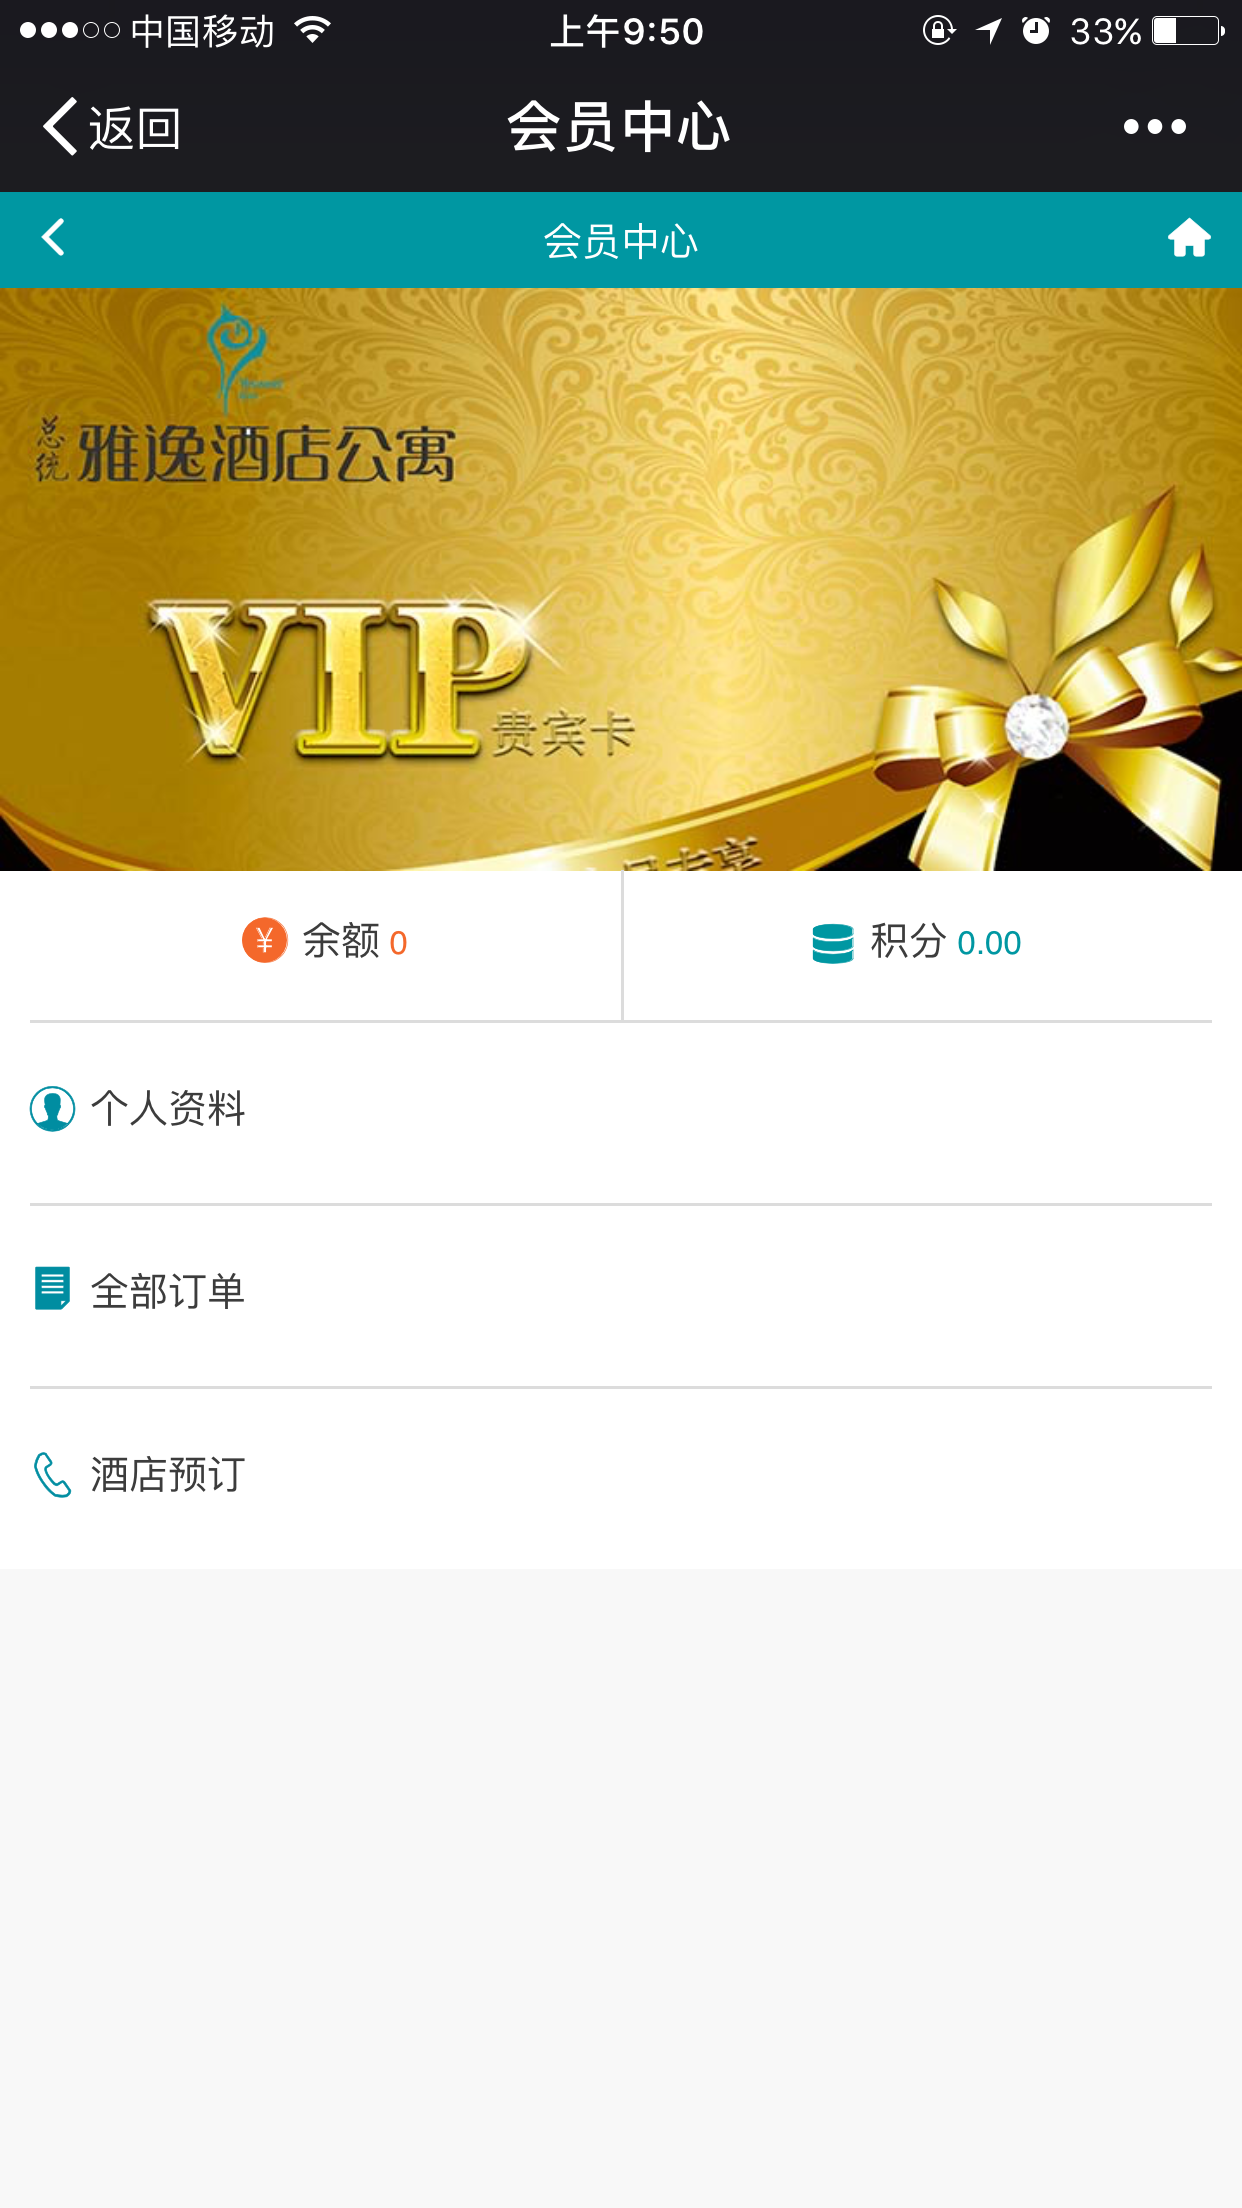 中国移动
上午9:50
33%
返回
会员中心
会员中心
总统
雅逸酒店公寓
VIP
贵宾卡
¥ 余额 0
积分 0.00
个人资料
全部订单
酒店预订